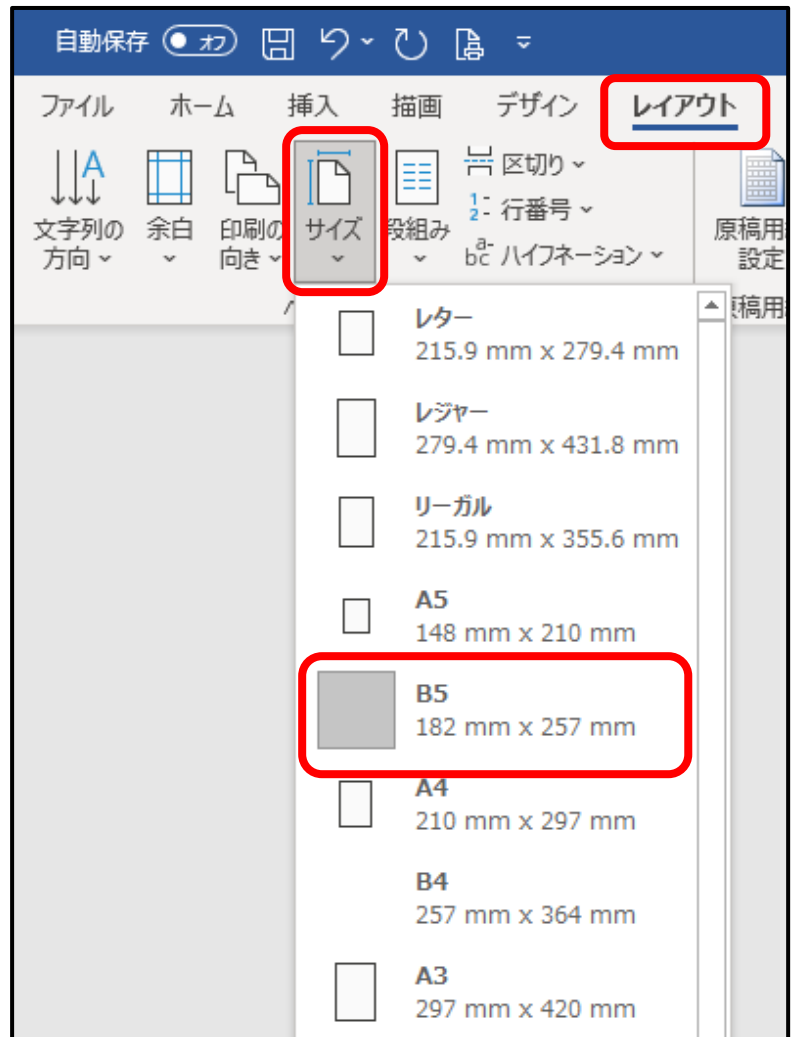 自動保存 オフ
ファイル ホーム 挿入 描画 デザイン レイアウト
文字列の方向
余白
印刷の向き
サイズ
段組み
区切り
行番号
bc ハイフネーション
原稿用
設定
稿用
レター
215.9 mm x 279.4 mm
レジャー
279.4 mm x 431.8 mm
リーガル
215.9 mm x 355.6 mm
A5
148 mm x 210 mm
B5
182 mm x 257 mm
A4
210 mm x 297 mm
B4
257 mm x 364 mm
A3
297 mm x 420 mm